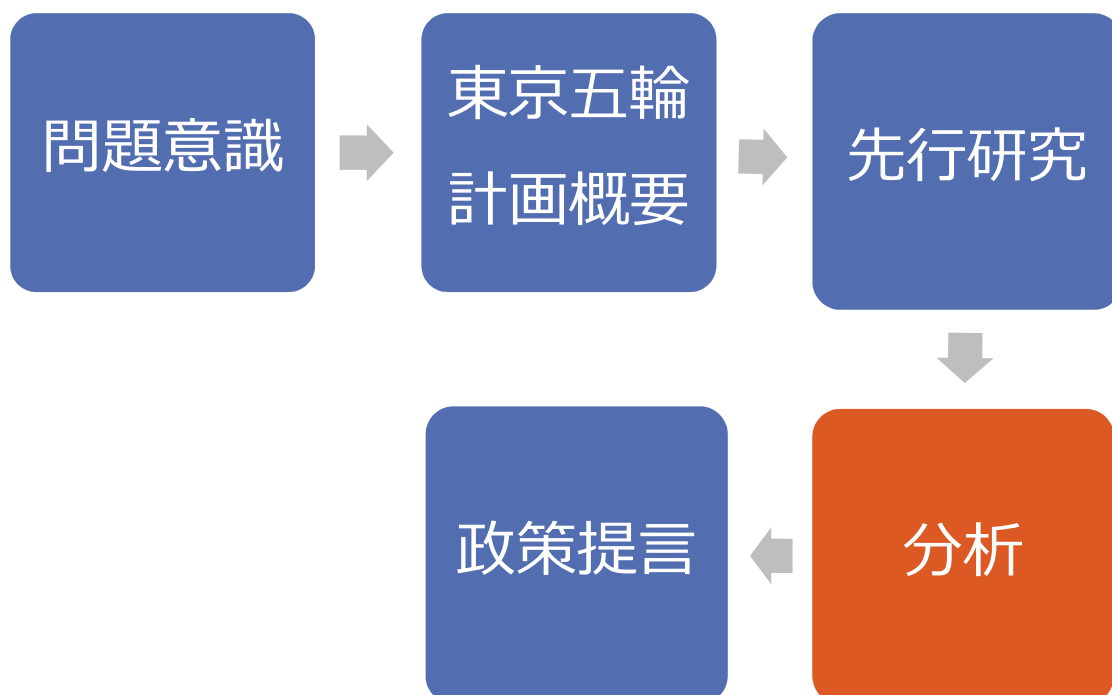 問題意識
東京五輪
計画概要
先行研究
分析
政策提言